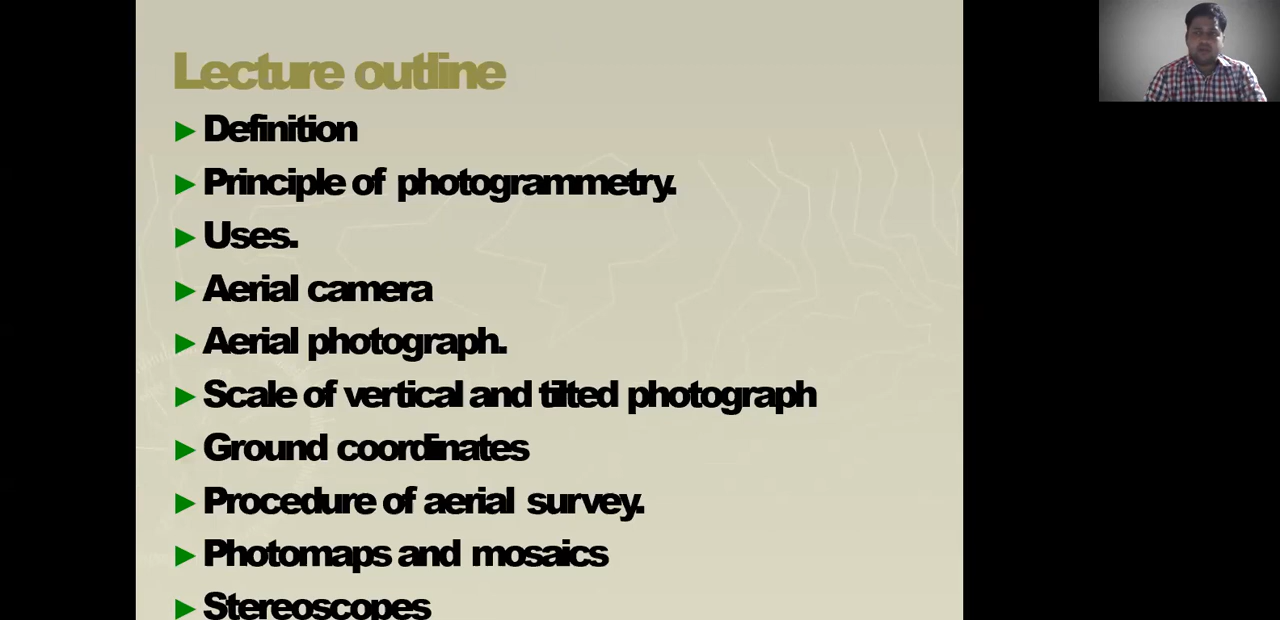 Lecture outline
Definition
Principle of photogrammetry.
Uses.
Aerial camera
Aerial photograph.
Scale of vertical and tilted photograph
Ground coordinates
Procedure of aerial survey.
Photomaps and mosaics
Stereoscopes